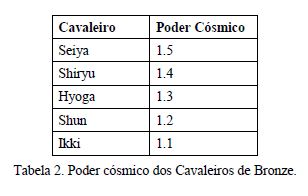 Cavaleiro Poder Cósmico
Seiya 1.5
Shiryu 1.4
Hyoga 1.3
Shun 1.2
Ikki 1.1
Tabela 2. Poder cósmico dos Cavaleiros de Bronze.